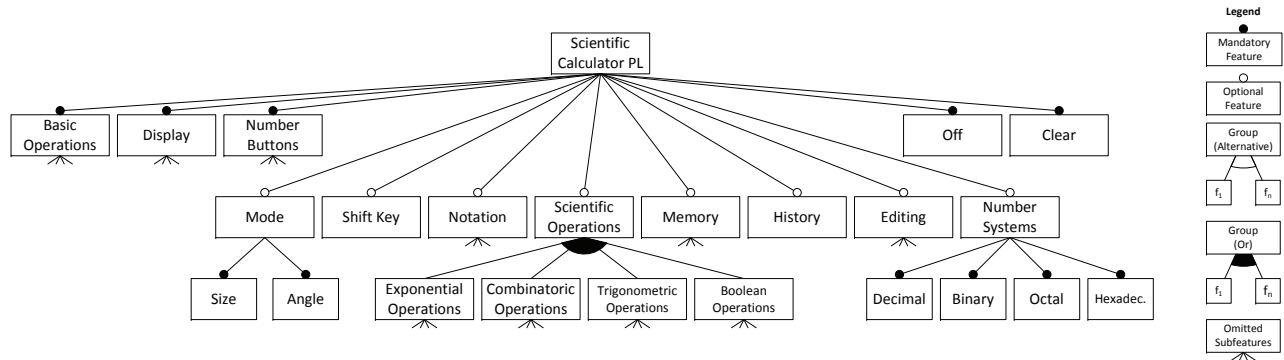 Scientific
Calculator PL
Basic
Operations
Display
Number
Buttons
Off
Clear
Mode
Shift Key
Notation
Scientific
Operations
Memory
History
Editing
Number
Systems
Size
Angle
Exponential
Operations
Combinatoric
Operations
Trigonometric
Operations
Boolean
Operations
Decimal
Binary
Octal
Hexadec.
Legend
Mandatory
Feature
Optional
Feature
Group
(Alternative)
f1
fn
Group
(Or)
f1
fn
Omitted
Subfeatures